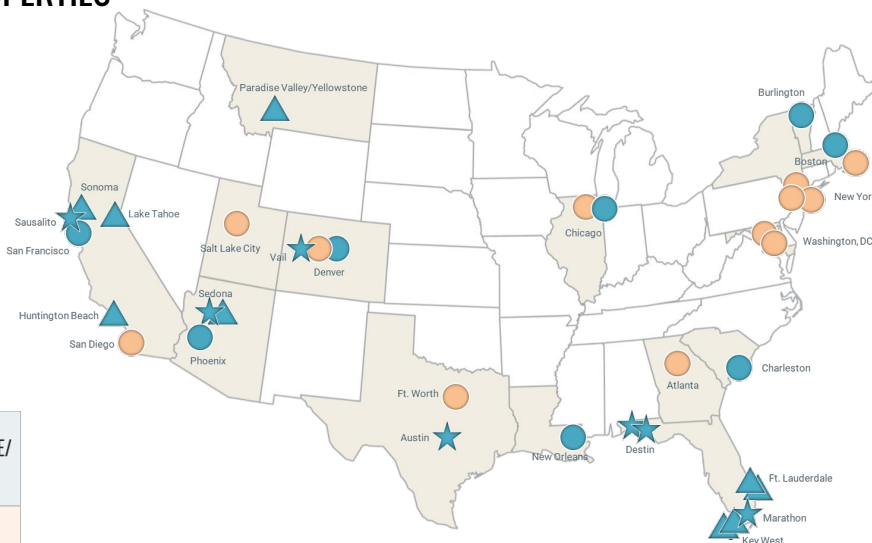 OPERTIES
Paradise Valley/Yellowstone
Burlington
Boston
New Yor
Washington, DC
Sonoma
Lake Tahoe
Sausalito
San Francisco
Salt Lake City
Vail
Denver
Chicago
Sedona
Huntington Beach
San Diego
Phoenix
Ft. Worth
Atlanta
Charleston
Austin
New Orleans
Destin
E/
Ft. Lauderdale
Marathon
Key West